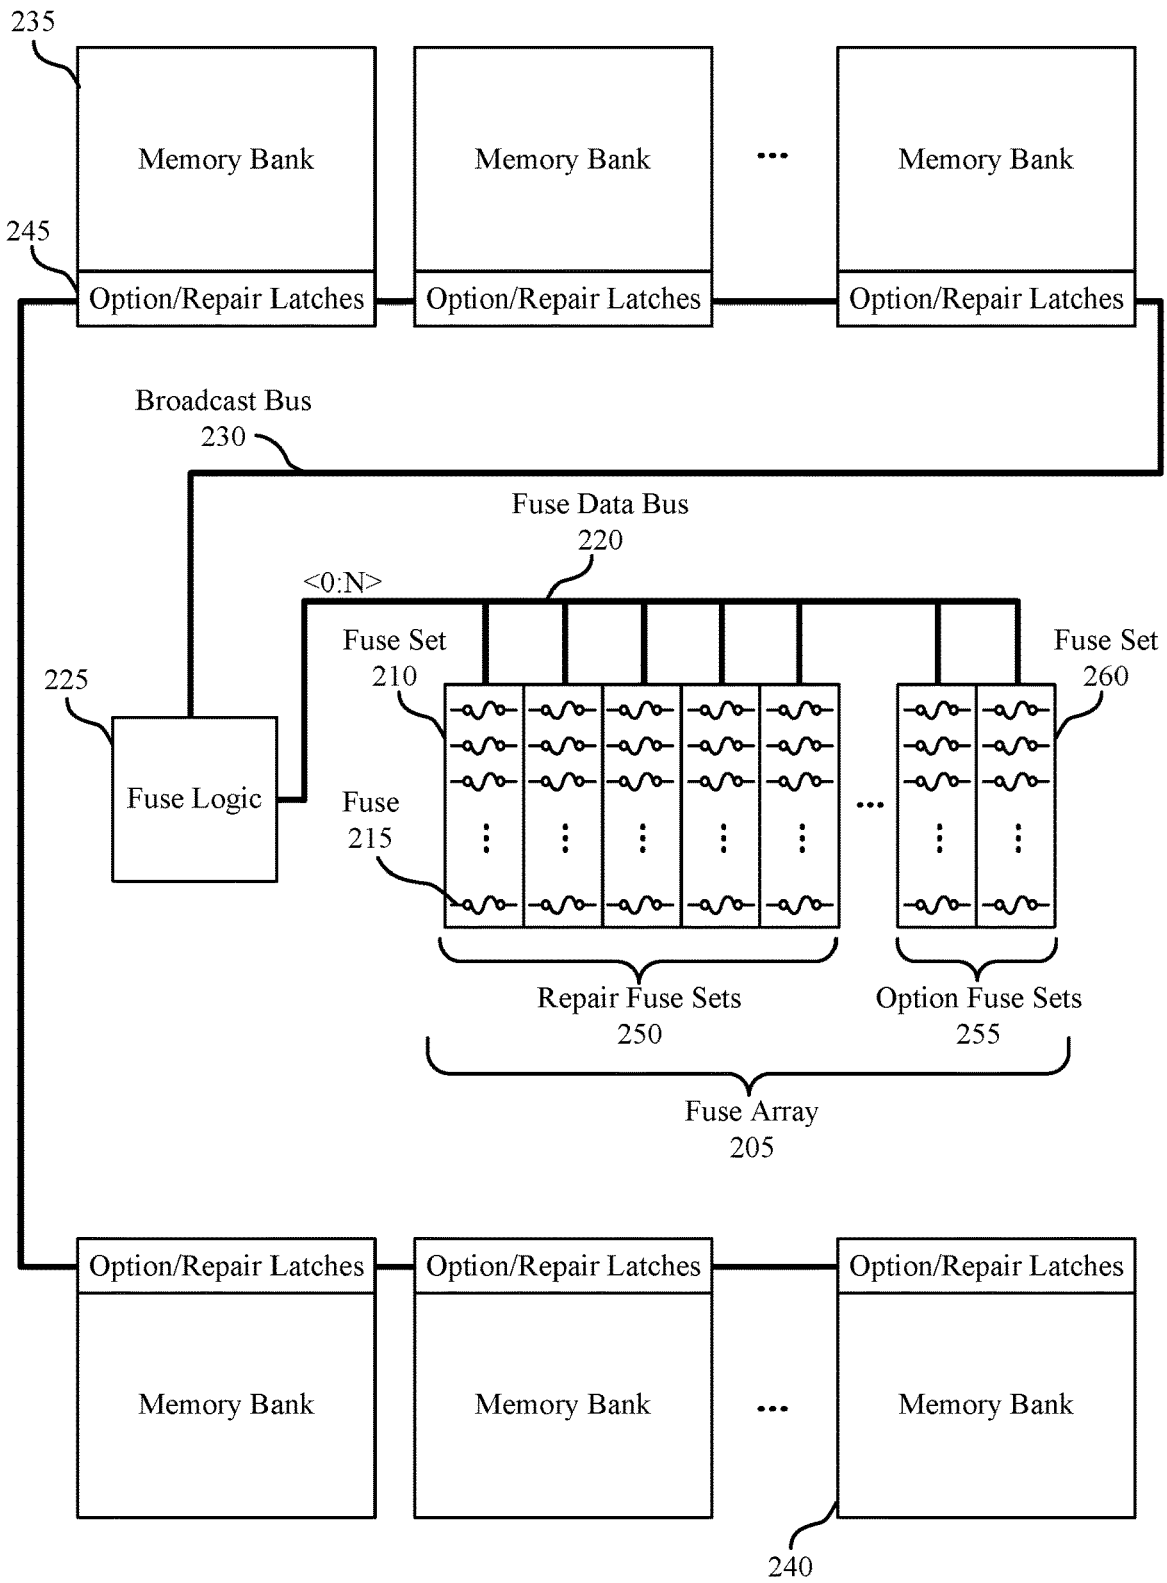 235
Memory Bank
Memory Bank
...
Memory Bank
245
Option/Repair Latches
Option/Repair Latches
Option/Repair Latches
Broadcast Bus
230
Fuse Data Bus
220
<0:N>
Fuse Set
210
Fuse Set
260
225
Fuse Logic
Fuse
215
...
Repair Fuse Sets
250
Option Fuse Sets
255
Fuse Array
205
Option/Repair Latches
Option/Repair Latches
Option/Repair Latches
Memory Bank
Memory Bank
...
Memory Bank
240